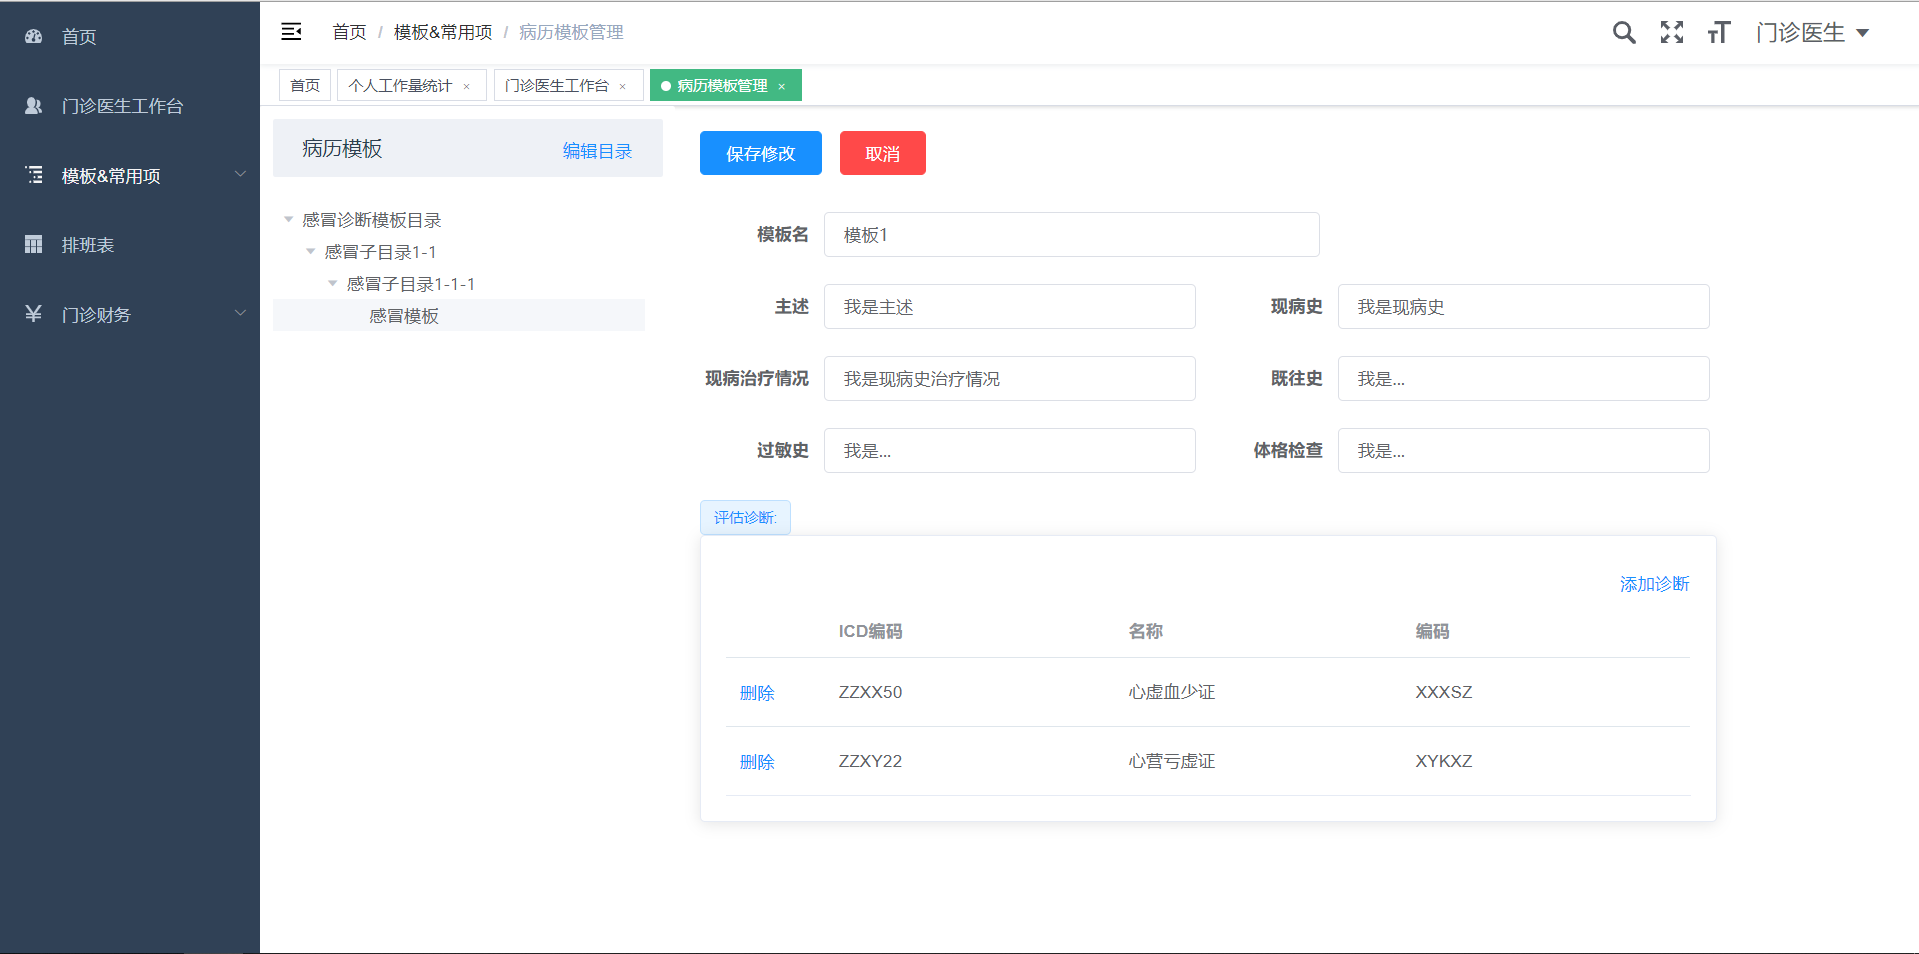 首页
门诊医生工作台
模板&常用项
排班表
门诊财务
首页 / 模板&常用项 / 病历模板管理
门诊医生
首页 个人工作量统计 × 门诊医生工作台 × 病历模板管理 ×
病历模板 编辑目录
感冒诊断模板目录
感冒子目录1-1
感冒子目录1-1-1
感冒模板
保存修改 取消
模板名 模板1
主述 我是主述 现病史 我是现病史
现病治疗情况 我是现病史治疗情况 既往史 我是...
过敏史 我是... 体格检查 我是...
评估诊断:
添加诊断
ICD编码 名称 编码
删除 ZZXX50 心虚血少证 XXXSZ
删除 ZZXY22 心营亏虚证 XYKXZ